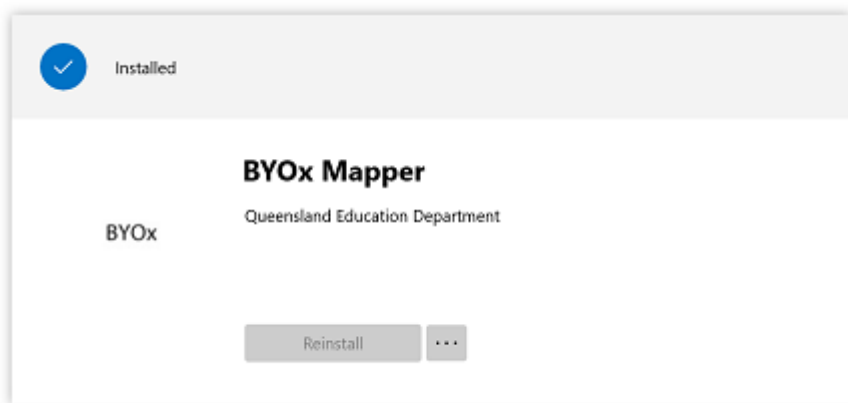 Installed
BYOx Mapper
Queensland Education Department
BYOx
Reinstall
...